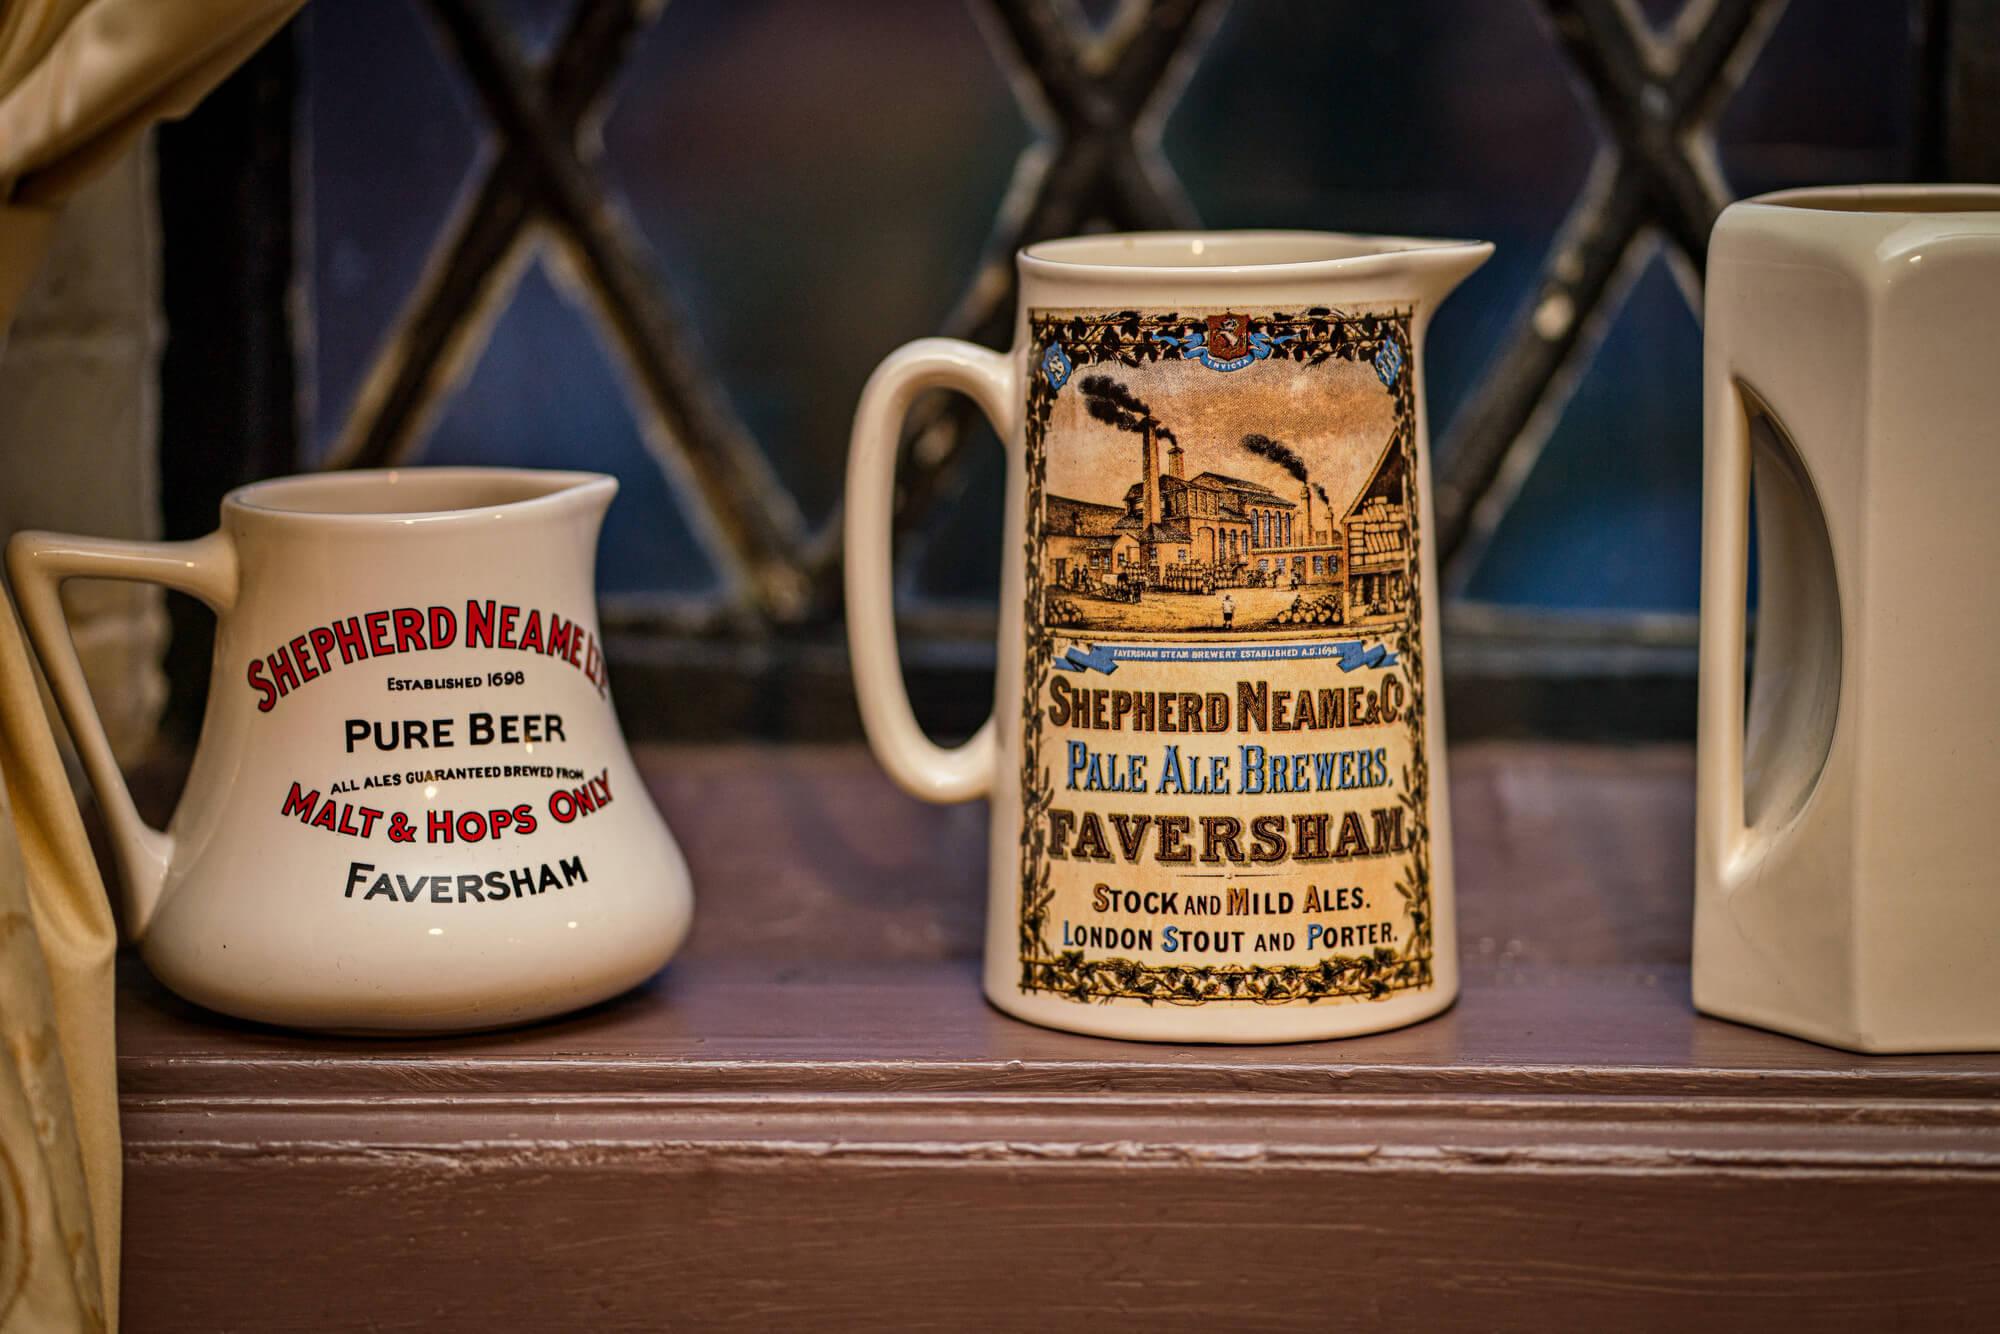 SHEPHERD NEAME LTD
ESTABLISHED 1698
PURE BEER
ALL ALES GUARANTEED BREWED FROM
MALT & HOPS ONLY
FAVERSHAM
INVICTA
FAVERSHAM STEAM BREWERY ESTABLISHED A.D. 1698.
SHEPHERD NEAME & CO.
PALE ALE BREWERS.
FAVERSHAM
STOCK AND MILD ALES.
LONDON STOUT AND PORTER.